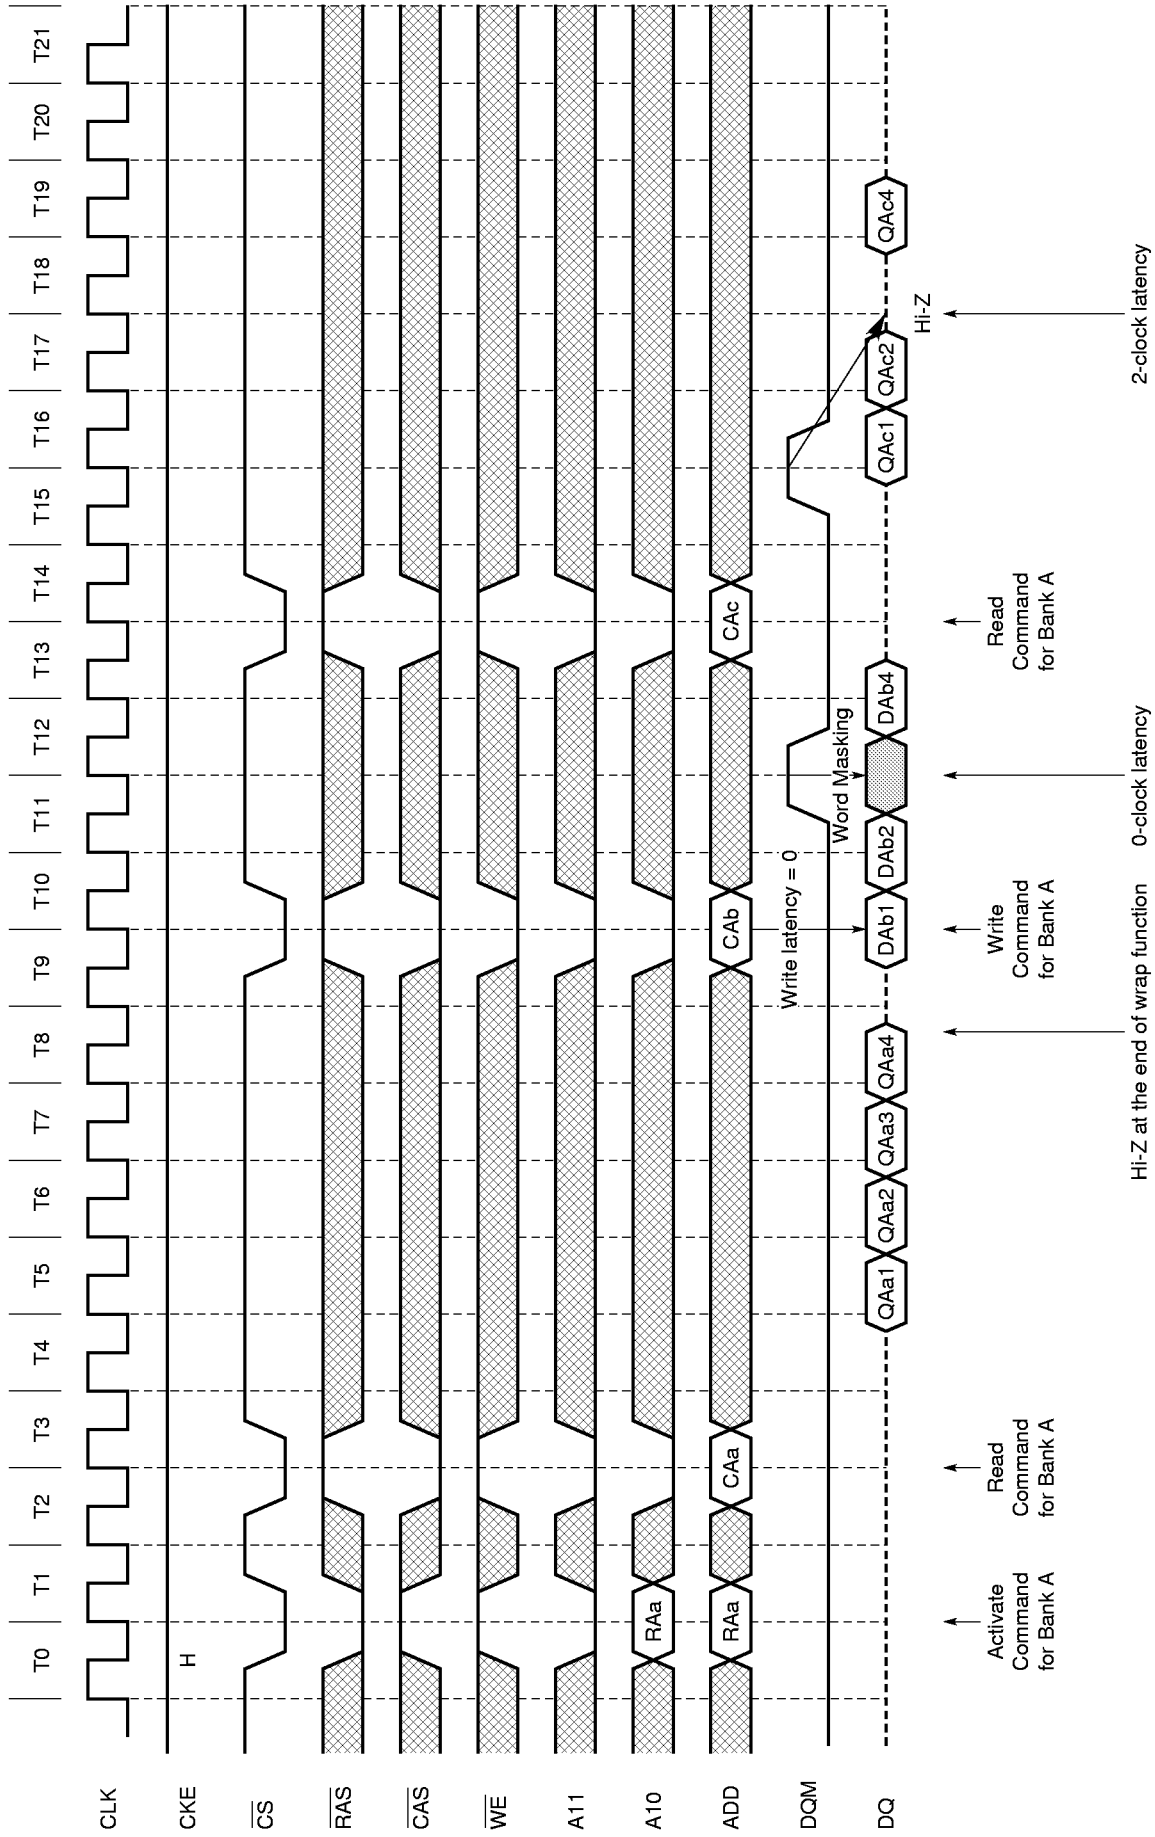 T0 T1 T2 T3 T4 T5 T6 T7 T8 T9 T10 T11 T12 T13 T14 T15 T16 T17 T18 T19 T20 T21
CLK
CKE
H
CS
RAS
CAS
WE
A11
A10
RAa
ADD
RAa CAa CAb CAc
Write latency = 0
DQM
Word Masking
DQ
QAa1 QAa2 QAa3 QAa4 DAb1 DAb2 DAb4 QAc1 QAc2 QAc4
Hi-Z
Activate
Command
for Bank A
Read
Command
for Bank A
Write
Command
for Bank A
Read
Command
for Bank A
Hi-Z at the end of wrap function
0-clock latency
2-clock latency